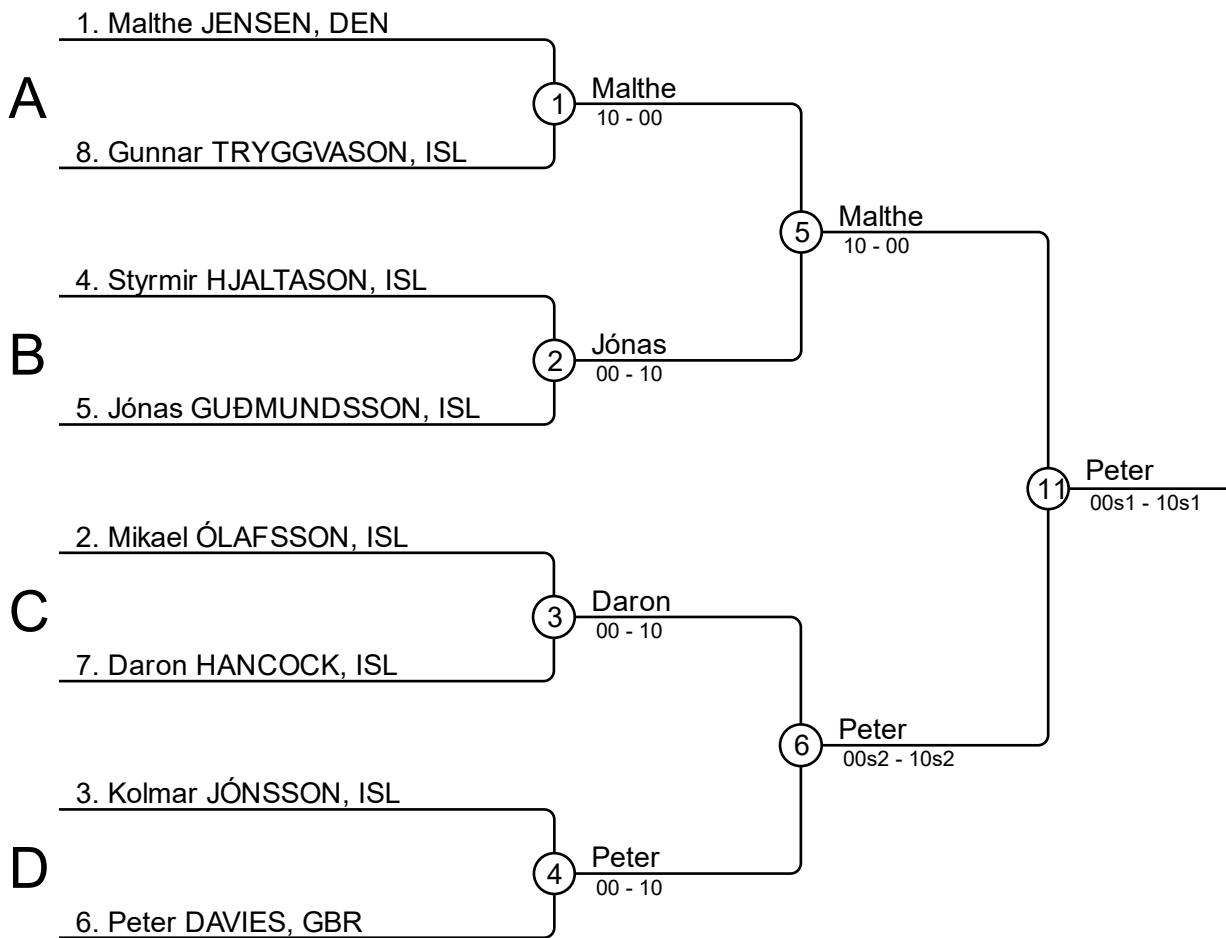 1. Malthe JENSEN, DEN
A
1
Malthe
10 - 00
8. Gunnar TRYGGVASON, ISL
5
Malthe
10 - 00
4. Styrmir HJALTASON, ISL
B
2
Jónas
00 - 10
5. Jónas GUÐMUNDSSON, ISL
11
Peter
00s1 - 10s1
2. Mikael ÓLAFSSON, ISL
C
3
Daron
00 - 10
7. Daron HANCOCK, ISL
6
Peter
00s2 - 10s2
3. Kolmar JÓNSSON, ISL
D
4
Peter
00 - 10
6. Peter DAVIES, GBR